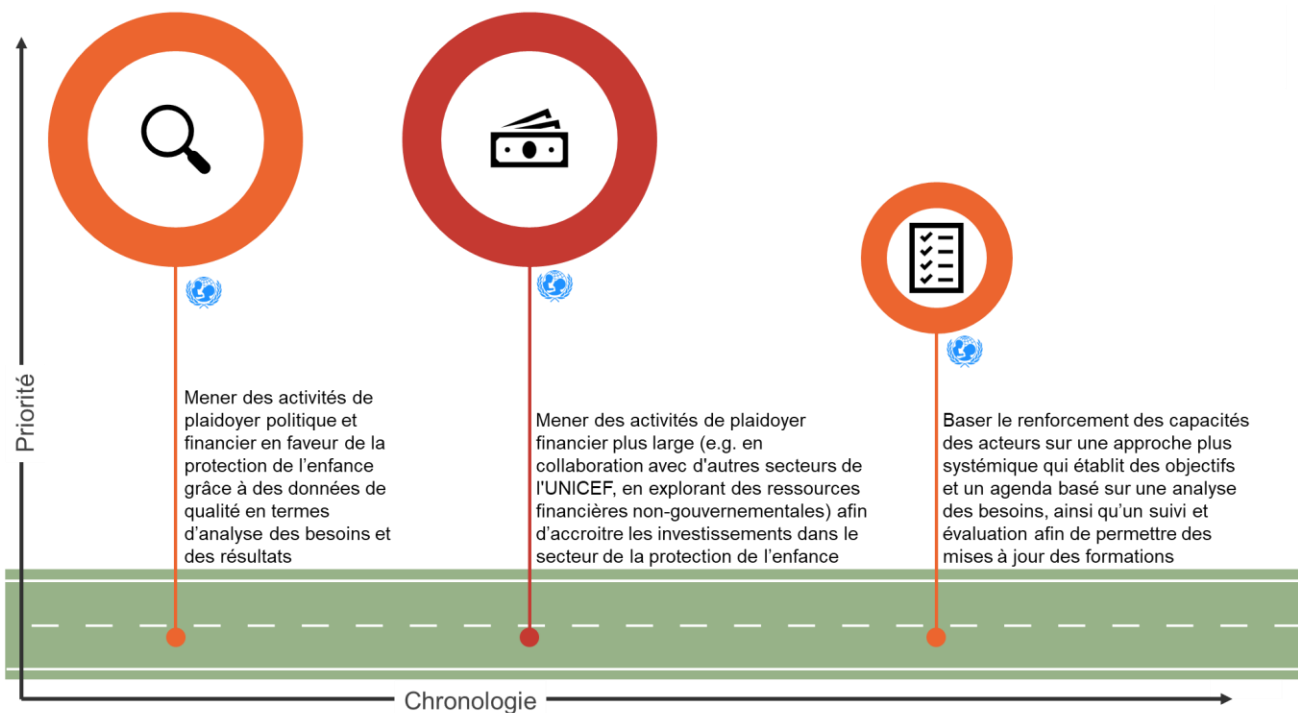 Priorité
Mener des activités de
plaidoyer politique et
financier en faveur de la
protection de l’enfance
grâce à des données de
qualité en termes
d’analyse des besoins et
des résultats
Mener des activités de plaidoyer
financier plus large (e.g. en
collaboration avec d'autres secteurs de
l'UNICEF, en explorant des ressources
financières non-gouvernementales) afin
d’accroitre les investissements dans le
secteur de la protection de l’enfance
Baser le renforcement des capacités
des acteurs sur une approche plus
systémique qui établit des objectifs
et un agenda basé sur une analyse
des besoins, ainsi qu’un suivi et
évaluation afin de permettre des
mises à jour des formations
Chronologie